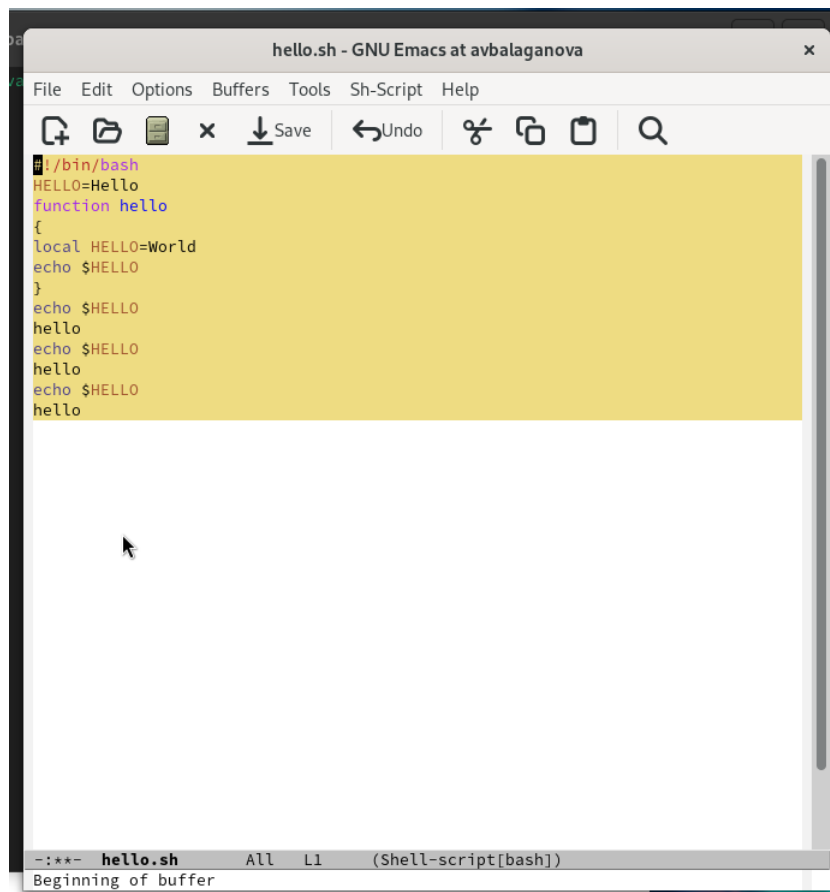 hello.sh - GNU Emacs at avbalaganova
File Edit Options Buffers Tools Sh-Script Help
Save Undo
#!/bin/bash
HELLO=Hello
function hello
{
local HELLO=World
echo $HELLO
}
echo $HELLO
hello
echo $HELLO
hello
echo $HELLO
hello
-:**- hello.sh All L1 (Shell-script[bash])
Beginning of buffer